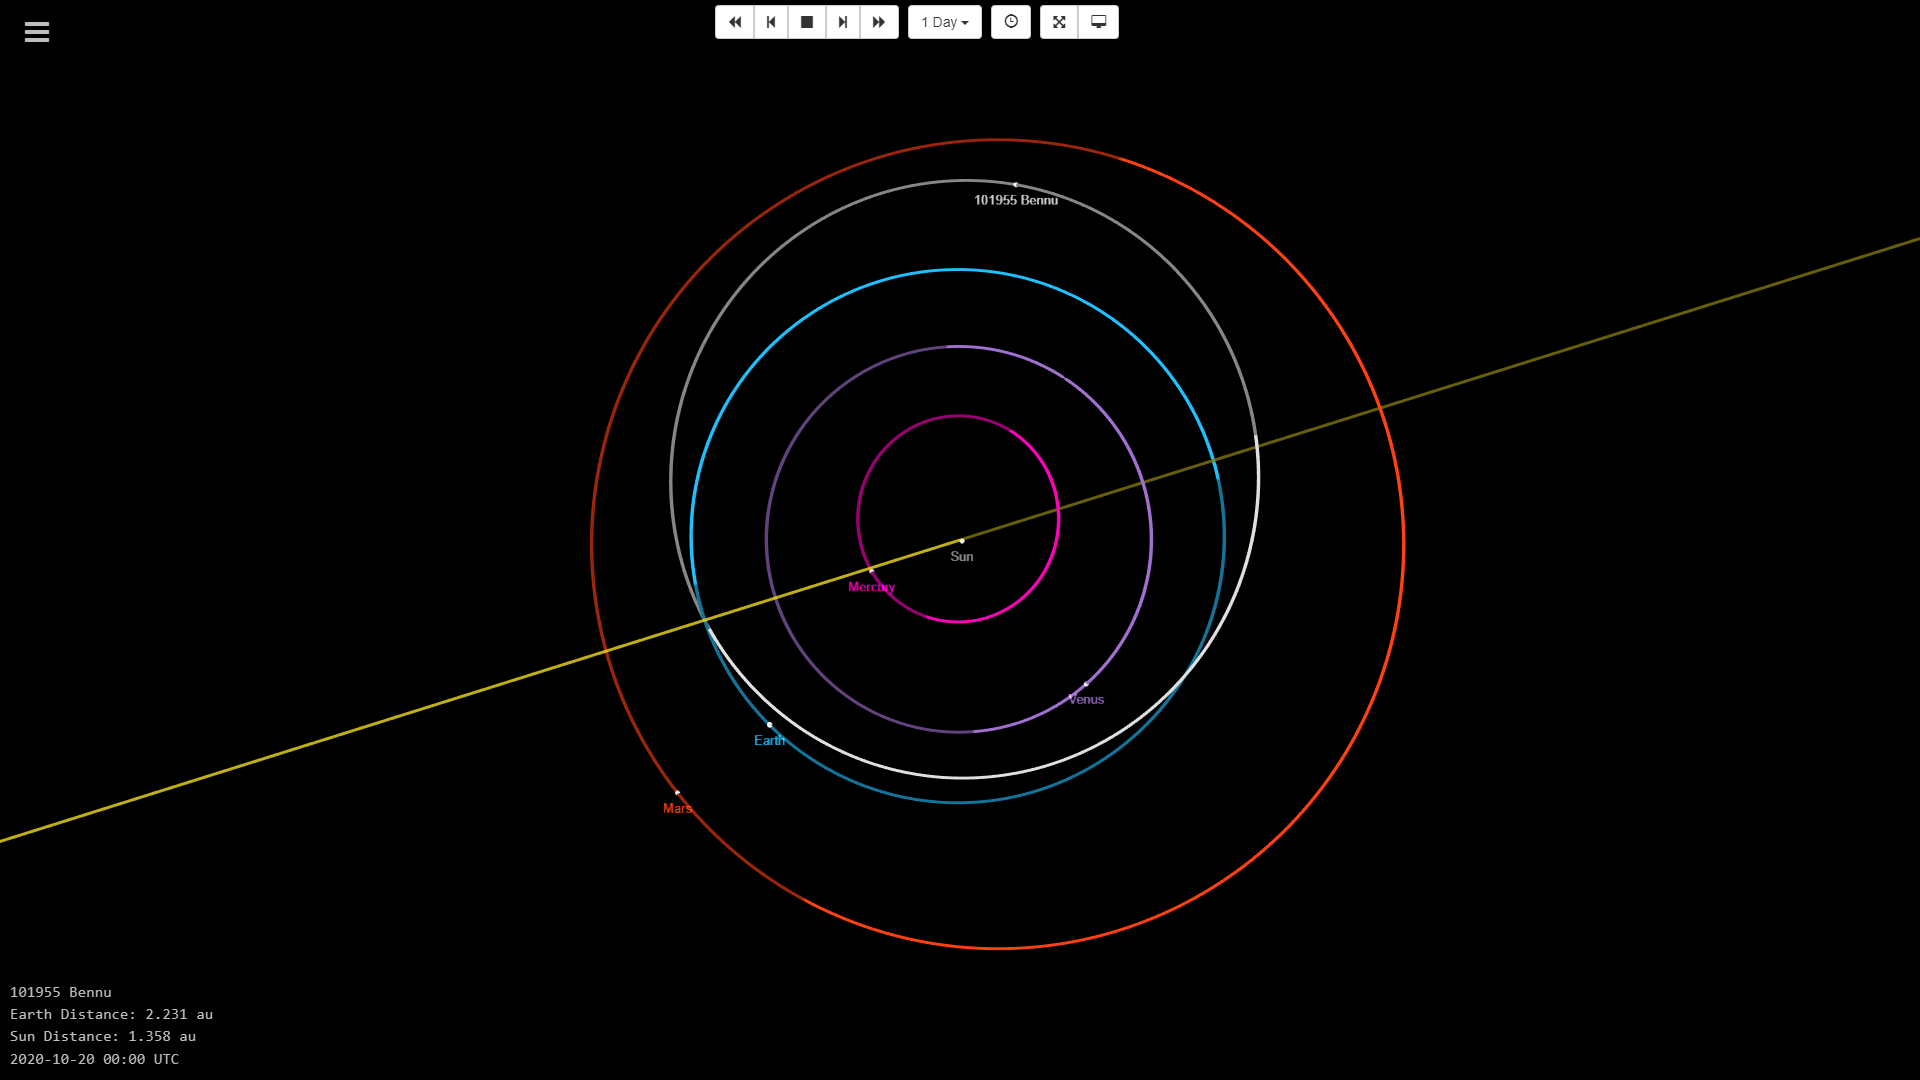 1 Day
101955 Bennu
Sun
Mercury
Venus
Earth
Mars
101955 Bennu
Earth Distance: 2.231 au
Sun Distance: 1.358 au
2020-10-20 00:00 UTC